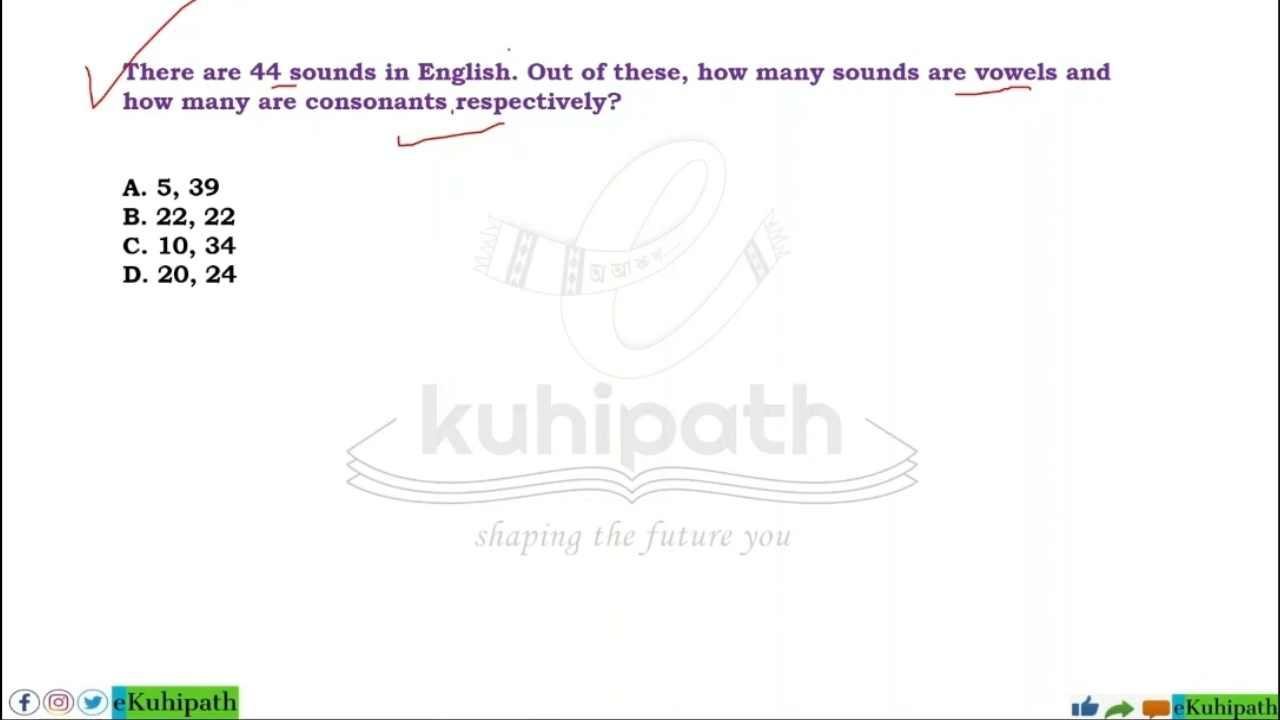 There are 44 sounds in English. Out of these, how many sounds are vowels and
how many are consonants respectively?
A. 5, 39
B. 22, 22
C. 10, 34
D. 20, 24
অ আ ক খ....
kuhipath
shaping the future you
eKuhipath
eKuhipath